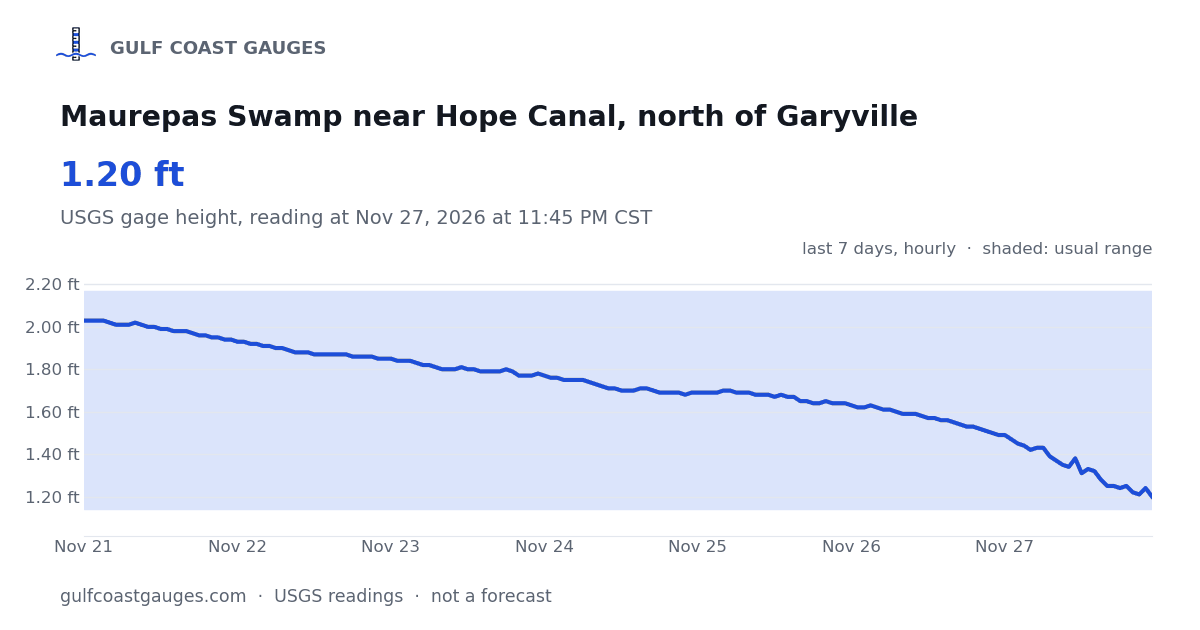 GULF COAST GAUGES
Maurepas Swamp near Hope Canal, north of Garyville
1.20 ft
USGS gage height, reading at Nov 27, 2026 at 11:45 PM CST
last 7 days, hourly · shaded: usual range
2.20 ft
2.00 ft
1.80 ft
1.60 ft
1.40 ft
1.20 ft
Nov 21 Nov 22 Nov 23 Nov 24 Nov 25 Nov 26 Nov 27
gulfcoastgauges.com · USGS readings · not a forecast